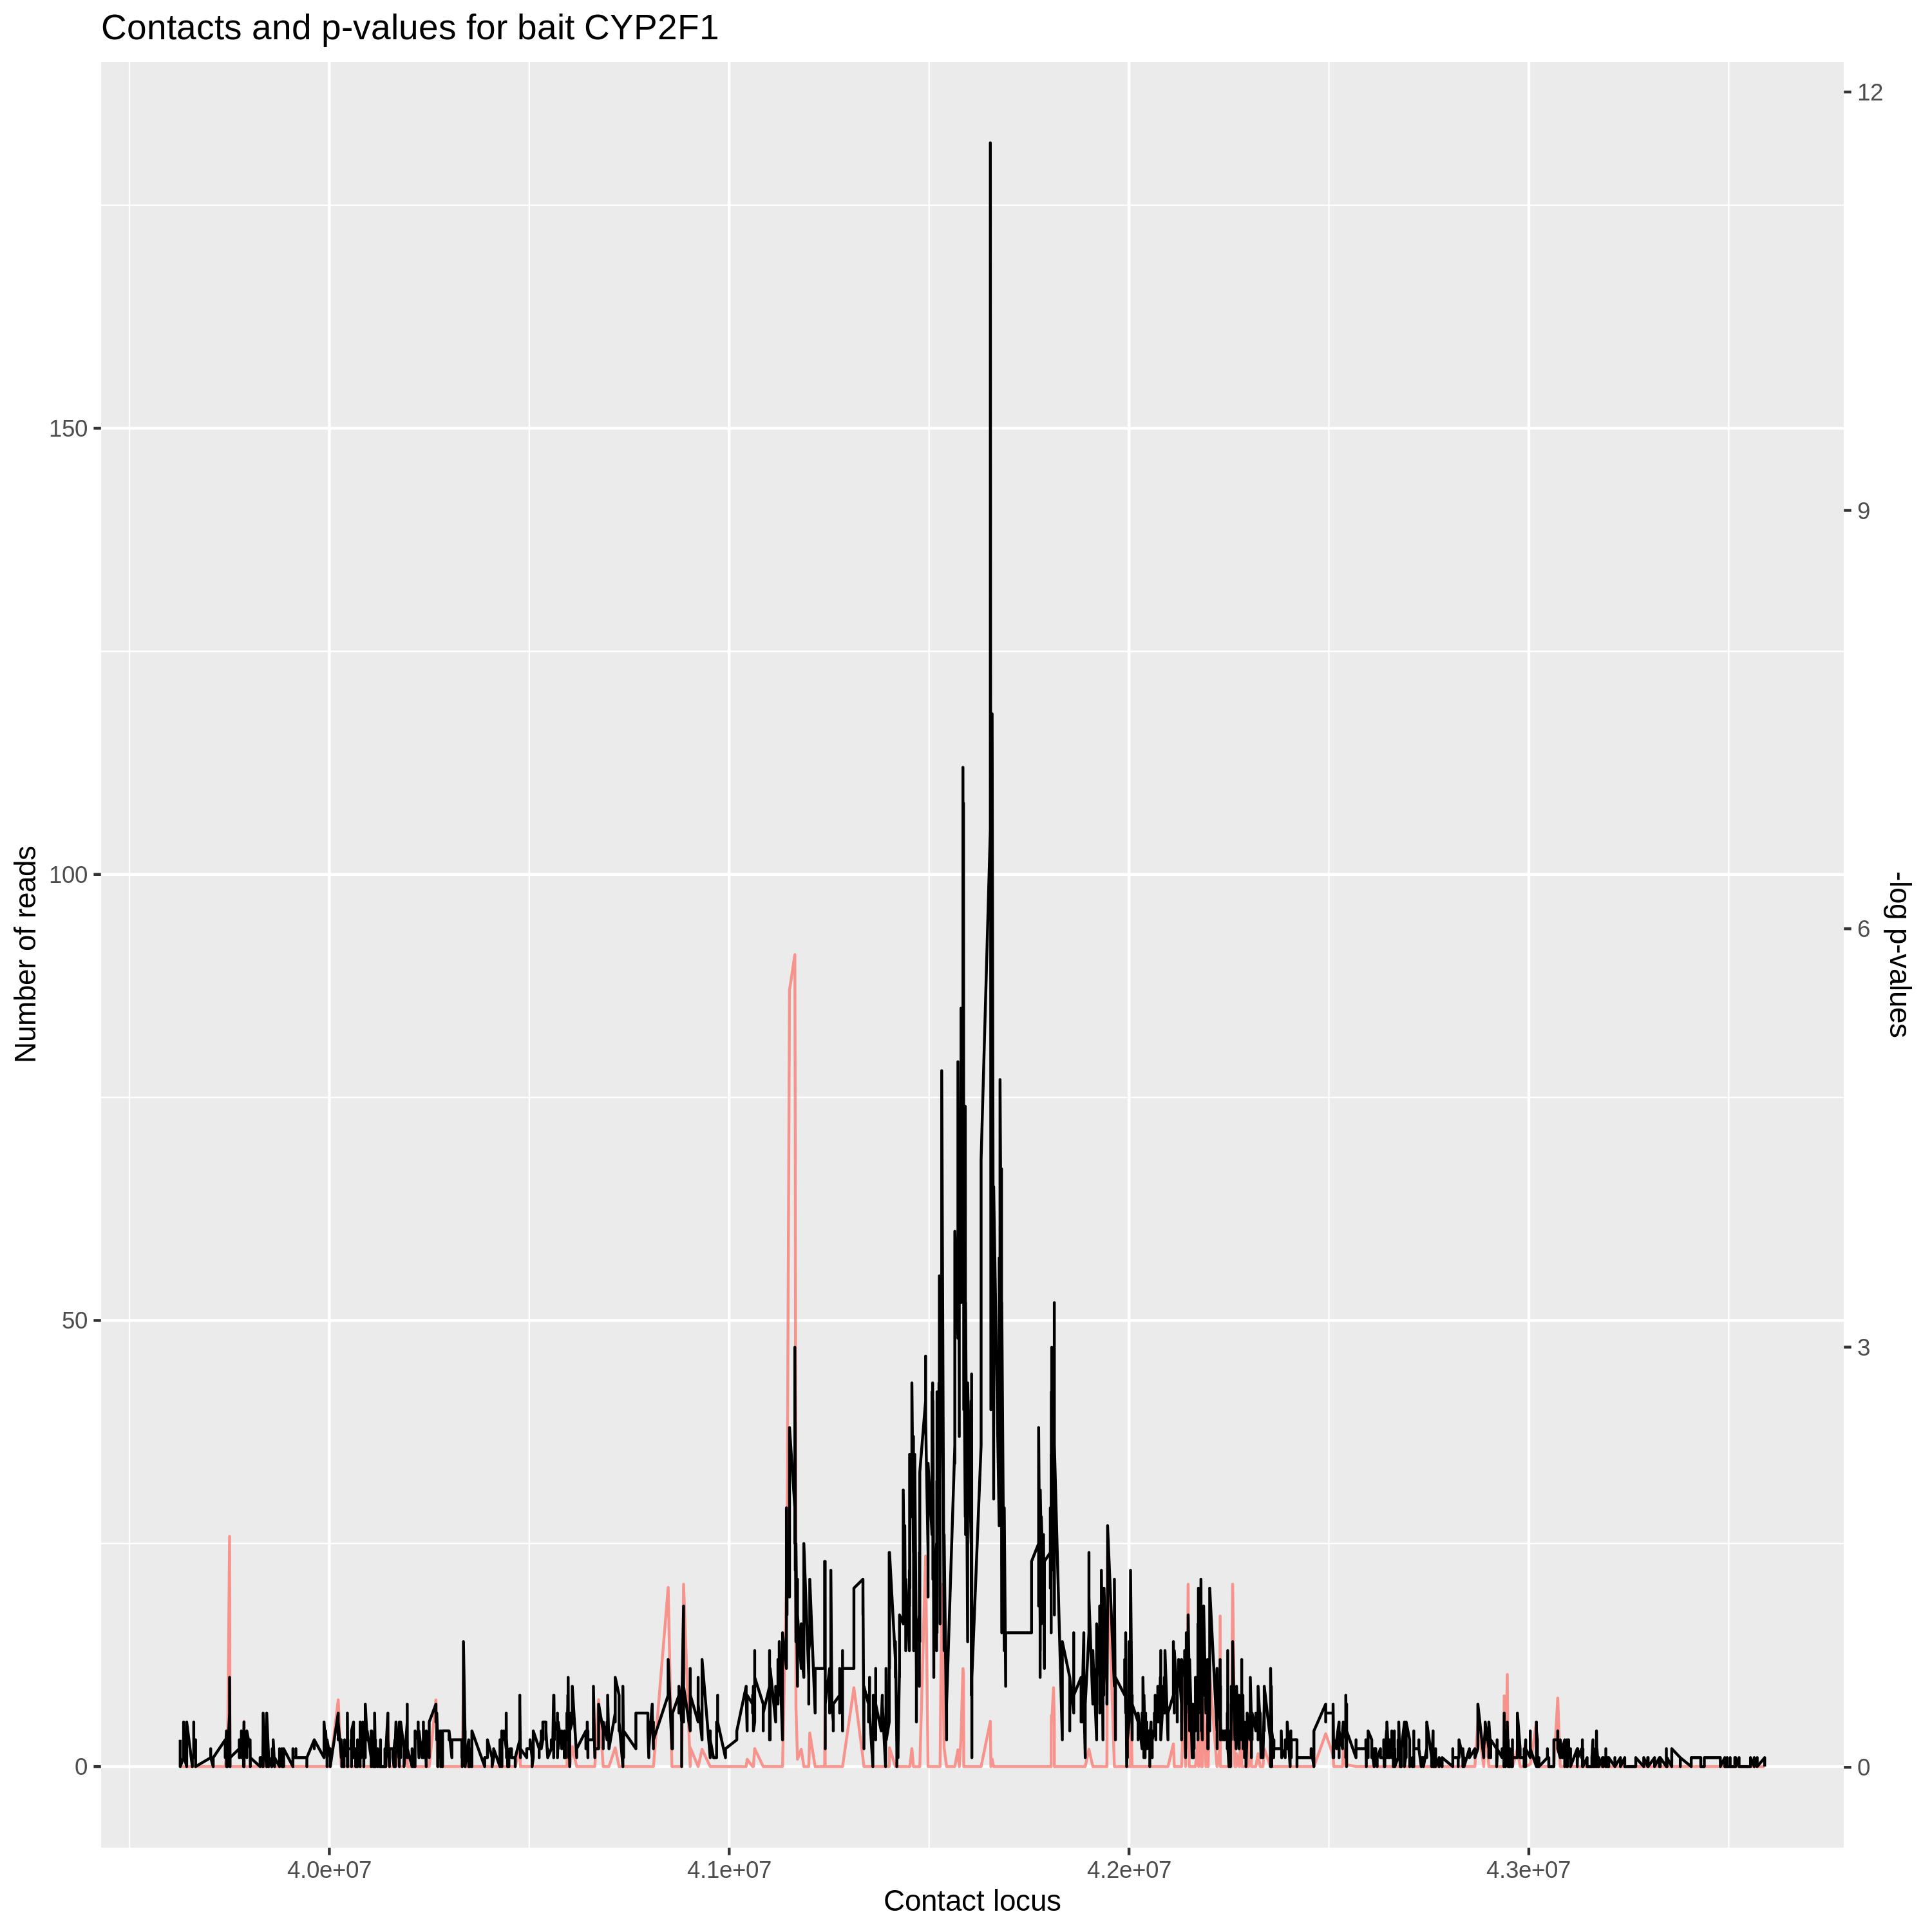 Contacts and p-values for bait CYP2F1
12
9
6
3
0
150
100
50
0
Number of reads
-log p-values
4.0e+07
4.1e+07
4.2e+07
4.3e+07
Contact locus